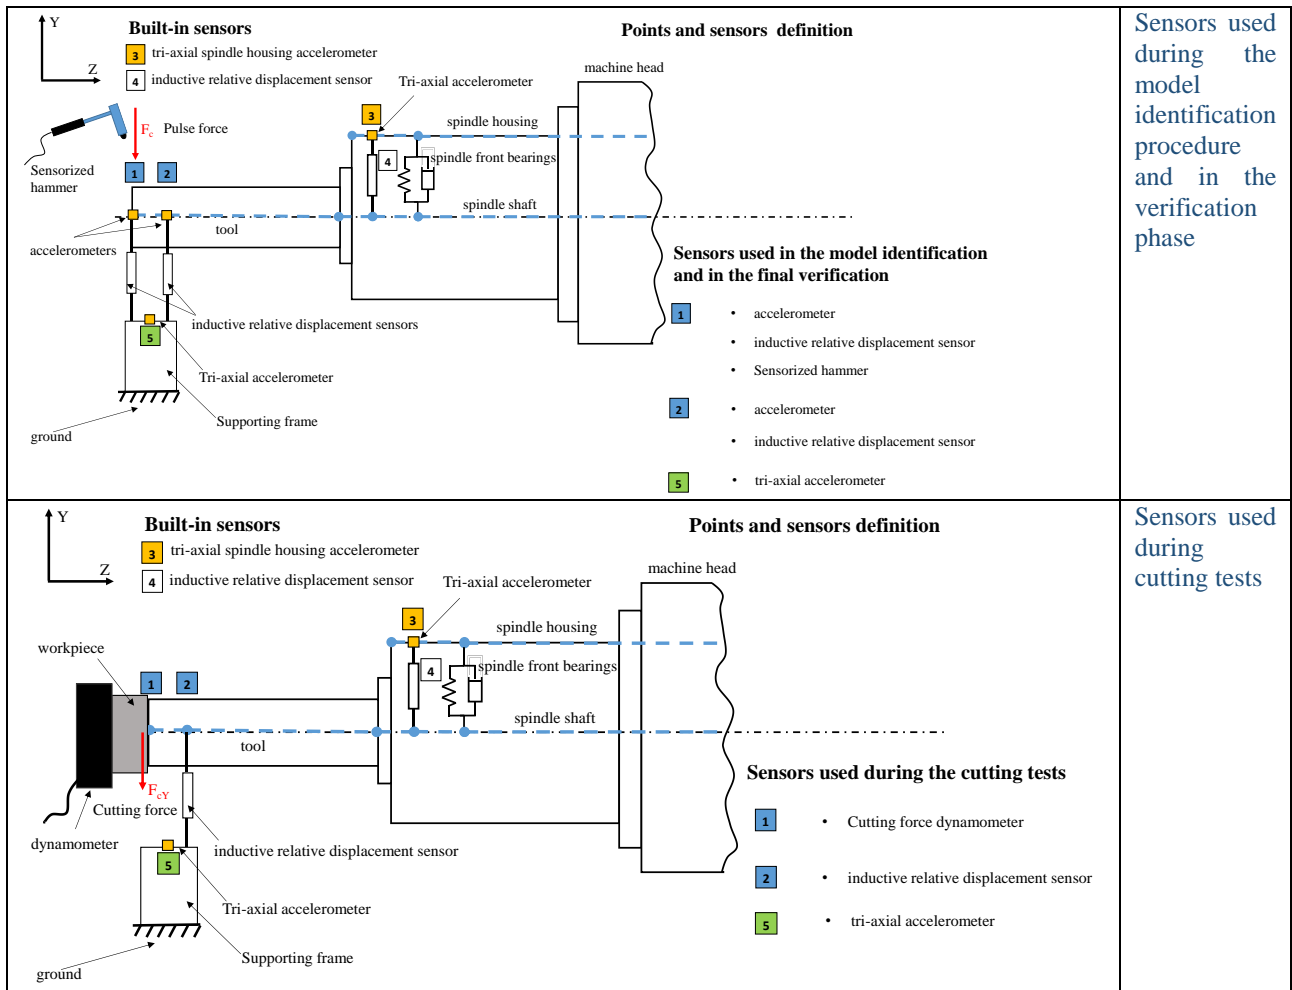 Y
Z
Built-in sensors
3 tri-axial spindle housing accelerometer
4 inductive relative displacement sensor
Points and sensors definition
machine head
Tri-axial accelerometer
3
spindle housing
4
spindle front bearings
spindle shaft
Fc Pulse force
Sensorized
hammer
1 2
tool
accelerometers
inductive relative displacement sensors
5
Tri-axial accelerometer
Supporting frame
ground
Sensors used in the model identification
and in the final verification
1 • accelerometer
• inductive relative displacement sensor
• Sensorized hammer
2 • accelerometer
• inductive relative displacement sensor
5 • tri-axial accelerometer
Sensors used
during the
model
identification
procedure
and in the
verification
phase
Y
Z
Built-in sensors
3 tri-axial spindle housing accelerometer
4 inductive relative displacement sensor
Points and sensors definition
machine head
Tri-axial accelerometer
3
spindle housing
4
spindle front bearings
spindle shaft
workpiece
1 2
tool
FcY
Cutting force
dynamometer
inductive relative displacement sensor
5
Tri-axial accelerometer
Supporting frame
ground
Sensors used during the cutting tests
1 • Cutting force dynamometer
2 • inductive relative displacement sensor
5 • tri-axial accelerometer
Sensors used
during
cutting tests